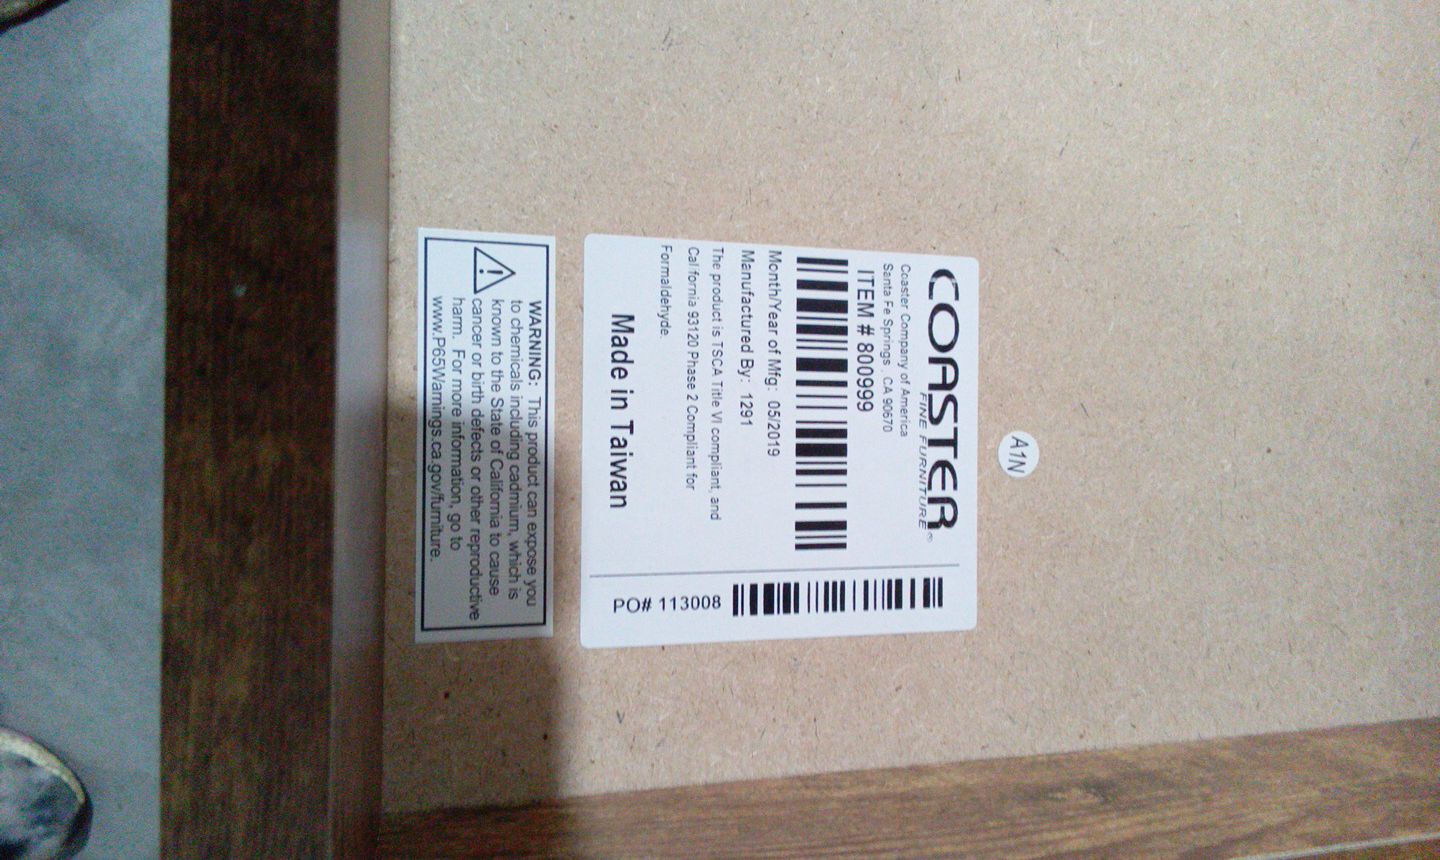 A1N
COASTER®
FINE FURNITURE
Coaster Company of America
Santa Fe Springs , CA 90670
ITEM # 800999
Month/Year of Mfg: 05/2019
Manufactured By: 1291
The product is TSCA Title VI compliant, and
California 93120 Phase 2 Compliant for
Formaldehyde.
Made in Taiwan
PO# 113008
WARNING: This product can expose you
to chemicals including cadmium, which is
known to the State of California to cause
cancer or birth defects or other reproductive
harm. For more information, go to
www.P65Warnings.ca.gov/furniture.